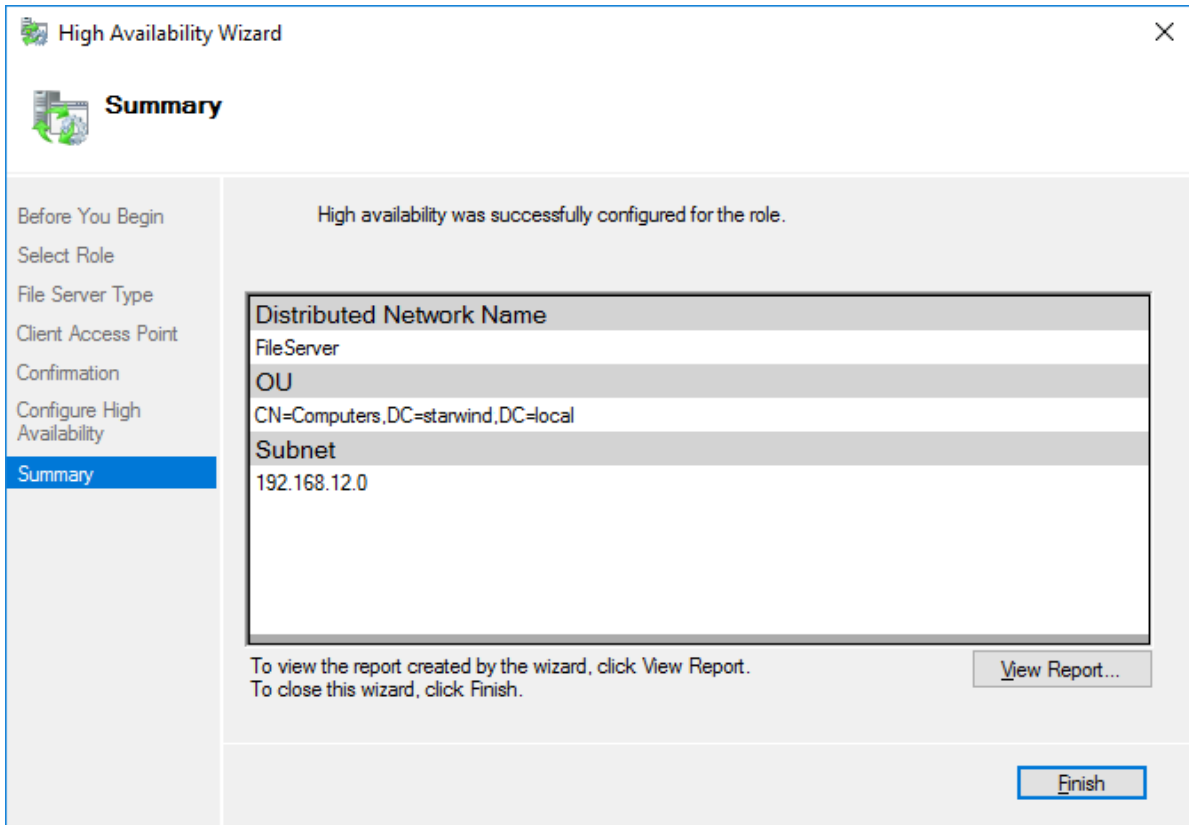 High Availability Wizard
Summary
Before You Begin
Select Role
File Server Type
Client Access Point
Confirmation
Configure High
Availability
Summary
High availability was successfully configured for the role.
Distributed Network Name
FileServer
OU
CN=Computers,DC=starwind,DC=local
Subnet
192.168.12.0
To view the report created by the wizard, click View Report.
To close this wizard, click Finish.
View Report...
Finish